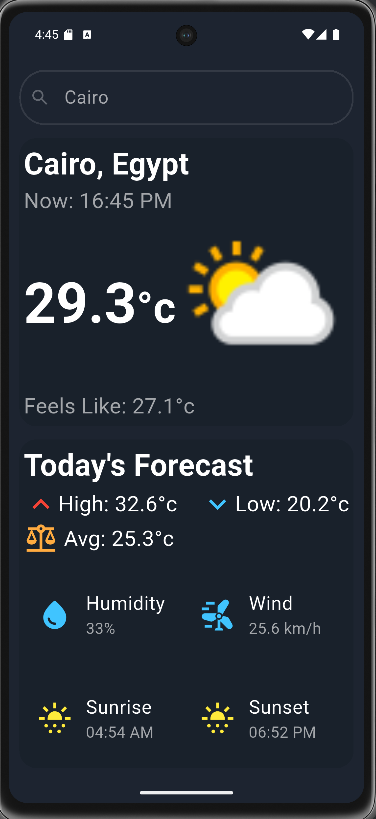 4:45
A
Cairo
Cairo, Egypt
Now: 16:45 PM
29.3°c
Feels Like: 27.1°c
Today's Forecast
High: 32.6°c Low: 20.2°c
Avg: 25.3°c
Humidity Wind
33% 25.6 km/h
Sunrise Sunset
04:54 AM 06:52 PM